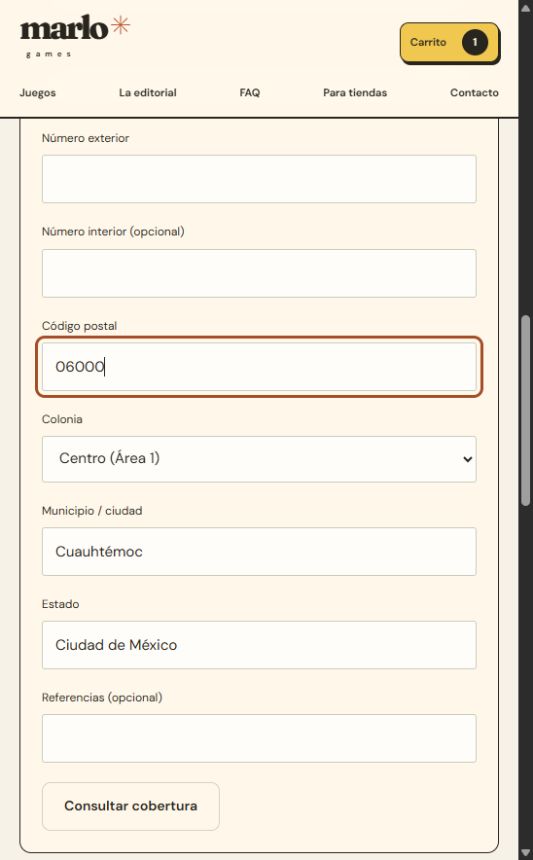 marlo
games
Carrito 1
Juegos La editorial FAQ Para tiendas Contacto
Número exterior
Número interior (opcional)
Código postal
06000
Colonia
Centro (Área 1)
Municipio / ciudad
Cuauhtémoc
Estado
Ciudad de México
Referencias (opcional)
Consultar cobertura